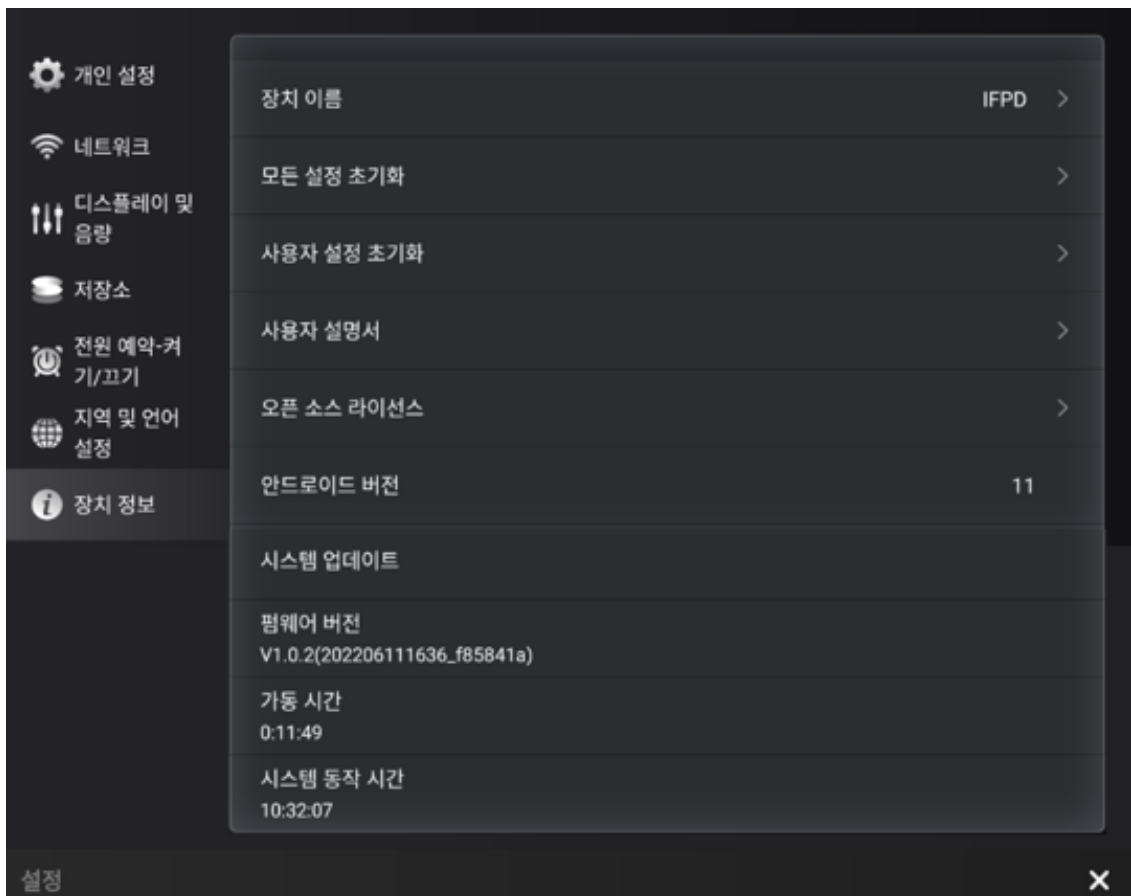 개인 설정
네트워크
디스플레이 및
음량
저장소
전원 예약-켜
기/끄기
지역 및 언어
설정
장치 정보
장치 이름 IFPD
모든 설정 초기화
사용자 설정 초기화
사용자 설명서
오픈 소스 라이선스
안드로이드 버전 11
시스템 업데이트
펌웨어 버전
V1.0.2(202206111636_f85841a)
가동 시간
0:11:49
시스템 동작 시간
10:32:07
설정